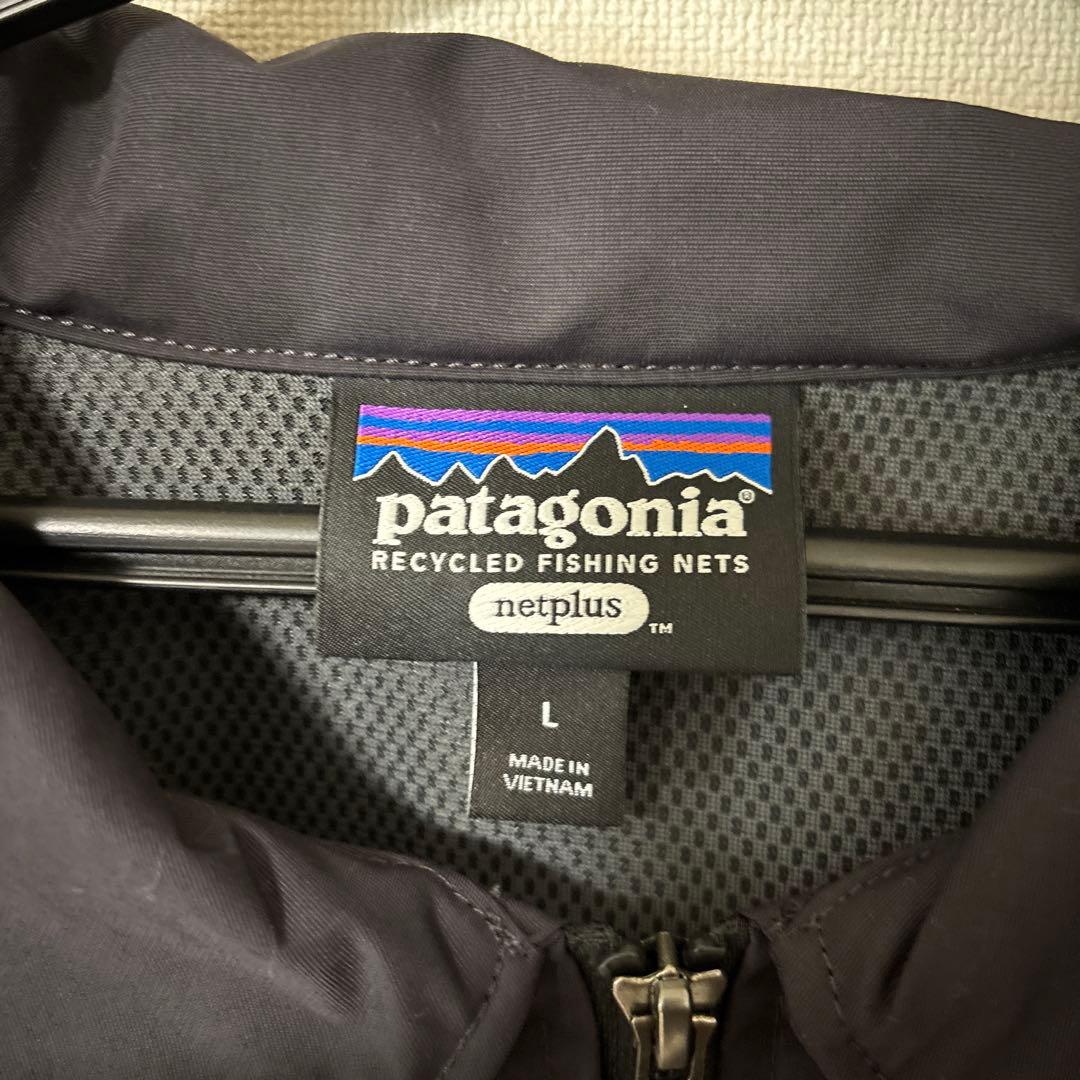 patagonia®
RECYCLED FISHING NETS
netplus™
L
MADE IN
VIETNAM